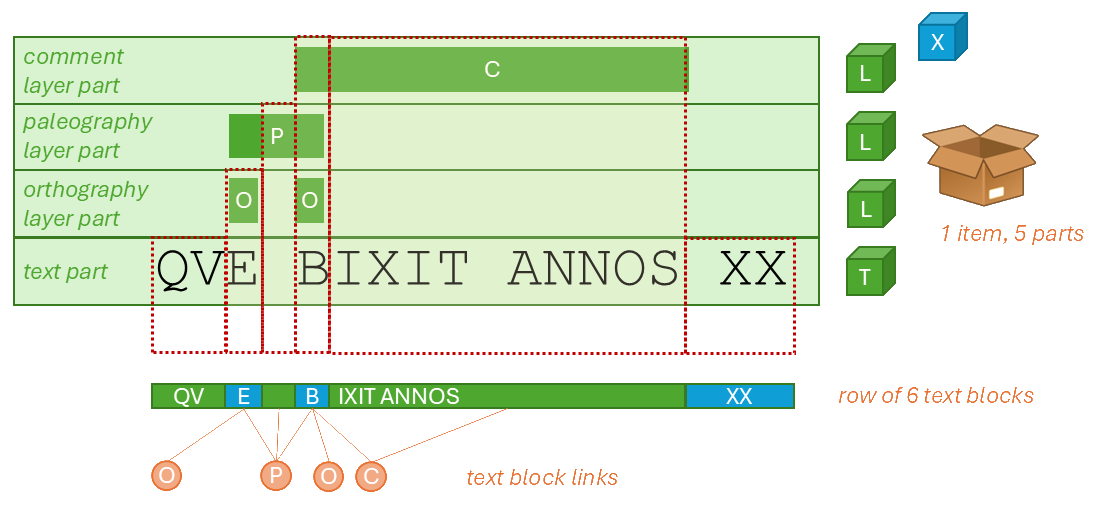 X
comment
layer part
C
L
paleography
layer part
P
L
orthography
layer part
O
O
L
1 item, 5 parts
text part
QVE BIXIT ANNOS XX
T
QV
E
B
IXIT ANNOS
XX
row of 6 text blocks
O
P
O
C
text block links